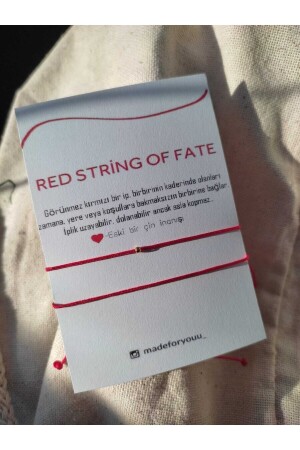 RED STRING OF FATE
Görünmez kırmızı bir ip, birbirinin kaderinde olanları
zamana, yere veya koşullara bakmaksızın birbirine bağlar.
İplik uzayabilir, dolanabilir ancak asla kopmaz.
Eski bir çin inanışı
madeforyouu_